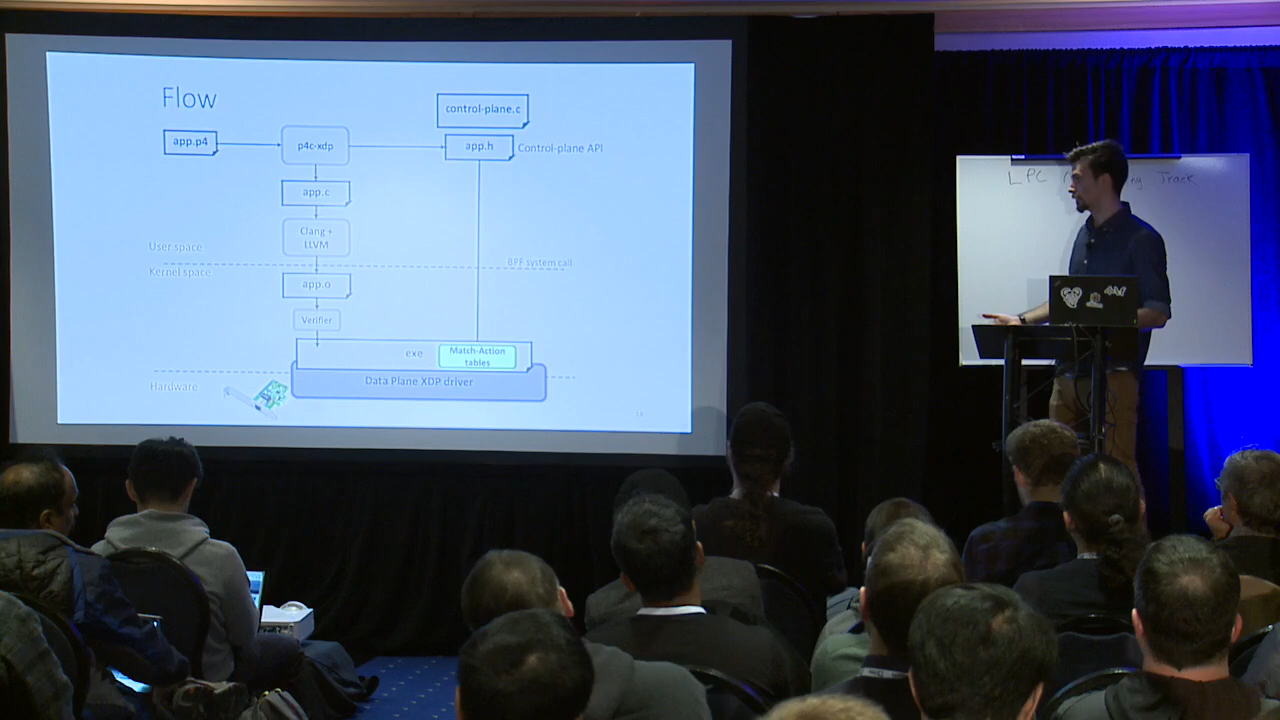 Flow
control-plane.c
app.p4
p4c-xdp
app.h
Control-plane API
app.c
Clang +
LLVM
User space
BPF system call
Kernel space
app.o
Verifier
exe
Match-Action
tables
Data Plane XDP driver
Hardware
LPC
Track